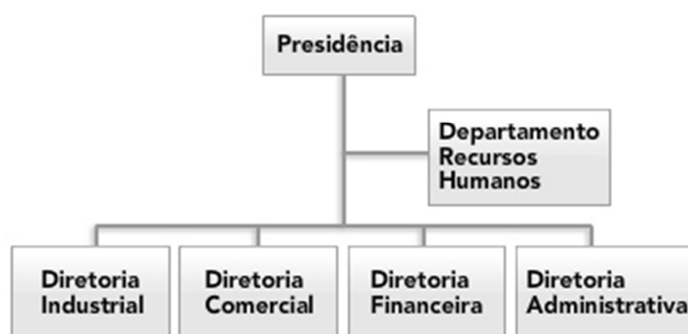 Presidência
Departamento
Recursos
Humanos
Diretoria
Industrial
Diretoria
Comercial
Diretoria
Financeira
Diretoria
Administrativa